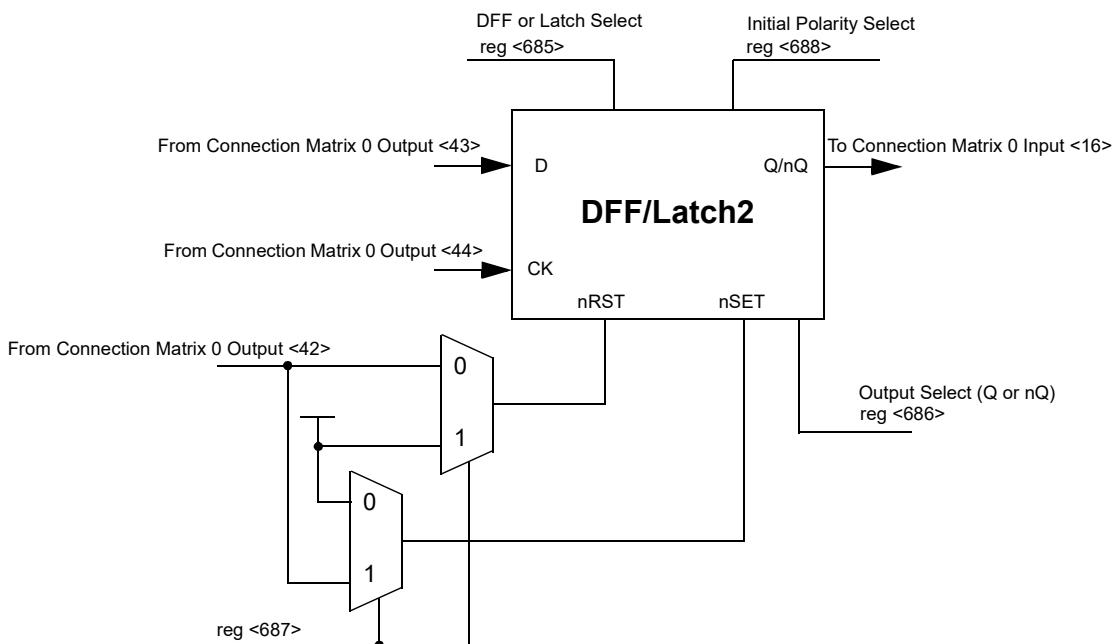 DFF or Latch Select
reg <685>
Initial Polarity Select
reg <688>
From Connection Matrix 0 Output <43>
D
Q/nQ
To Connection Matrix 0 Input <16>
DFF/Latch2
From Connection Matrix 0 Output <44>
CK
nRST
nSET
From Connection Matrix 0 Output <42>
0
1
Output Select (Q or nQ)
reg <686>
0
1
reg <687>